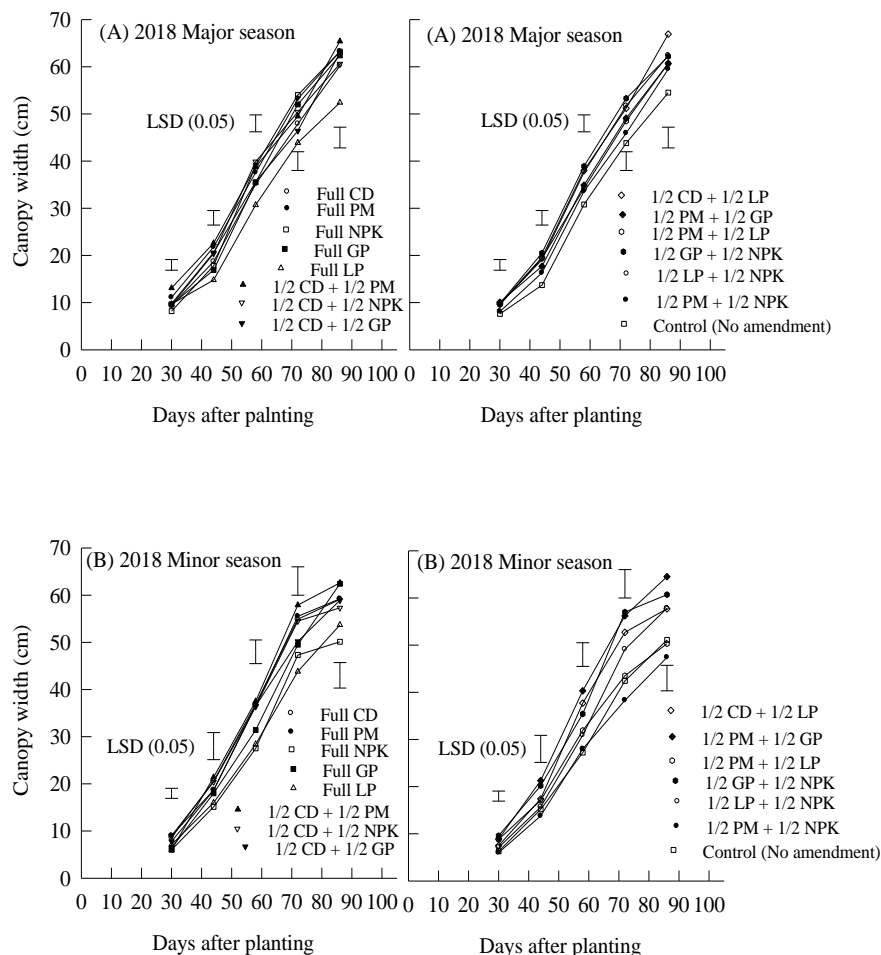 (A) 2018 Major season
70
60
50
40
30
20
10
0
Canopy width (cm)
LSD (0.05)
Full CD
Full PM
Full NPK
Full GP
Full LP
1/2 CD + 1/2 PM
1/2 CD + 1/2 NPK
1/2 CD + 1/2 GP
0 10 20 30 40 50 60 70 80 90 100
Days after palnting
(A) 2018 Major season
LSD (0.05)
1/2 CD + 1/2 LP
1/2 PM + 1/2 GP
1/2 PM + 1/2 LP
1/2 GP + 1/2 NPK
1/2 LP + 1/2 NPK
1/2 PM + 1/2 NPK
Control (No amendment)
0 10 20 30 40 50 60 70 80 90 100
Days after planting
(B) 2018 Minor season
70
60
50
40
30
20
10
0
Canopy width (cm)
LSD (0.05)
Full CD
Full PM
Full NPK
Full GP
Full LP
1/2 CD + 1/2 PM
1/2 CD + 1/2 NPK
1/2 CD + 1/2 GP
0 10 20 30 40 50 60 70 80 90 100
Days after planting
(B) 2018 Minor season
LSD (0.05)
1/2 CD + 1/2 LP
1/2 PM + 1/2 GP
1/2 PM + 1/2 LP
1/2 GP + 1/2 NPK
1/2 LP + 1/2 NPK
1/2 PM + 1/2 NPK
Control (No amendment)
0 10 20 30 40 50 60 70 80 90 100
Days after planting